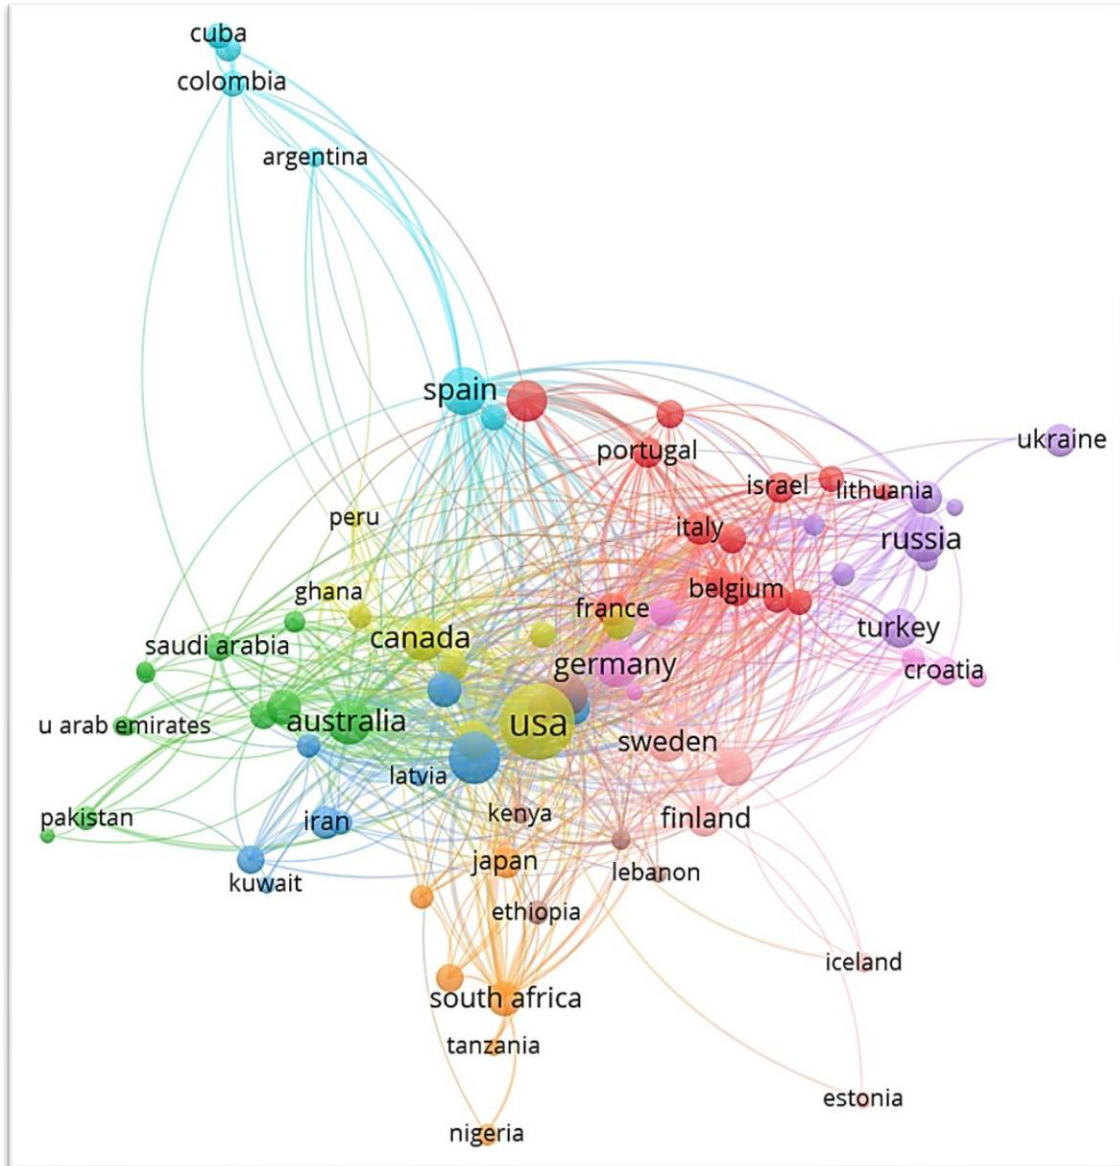 cuba
colombia
argentina
spain
ukraine
portugal
israel
lithuania
peru
italy
russia
belgium
ghana
france
canada
turkey
saudi arabia
germany
croatia
u arab emirates
australia
usa
sweden
latvia
pakistan
iran
kenya
finland
japan
lebanon
kuwait
ethiopia
iceland
south africa
tanzania
estonia
nigeria